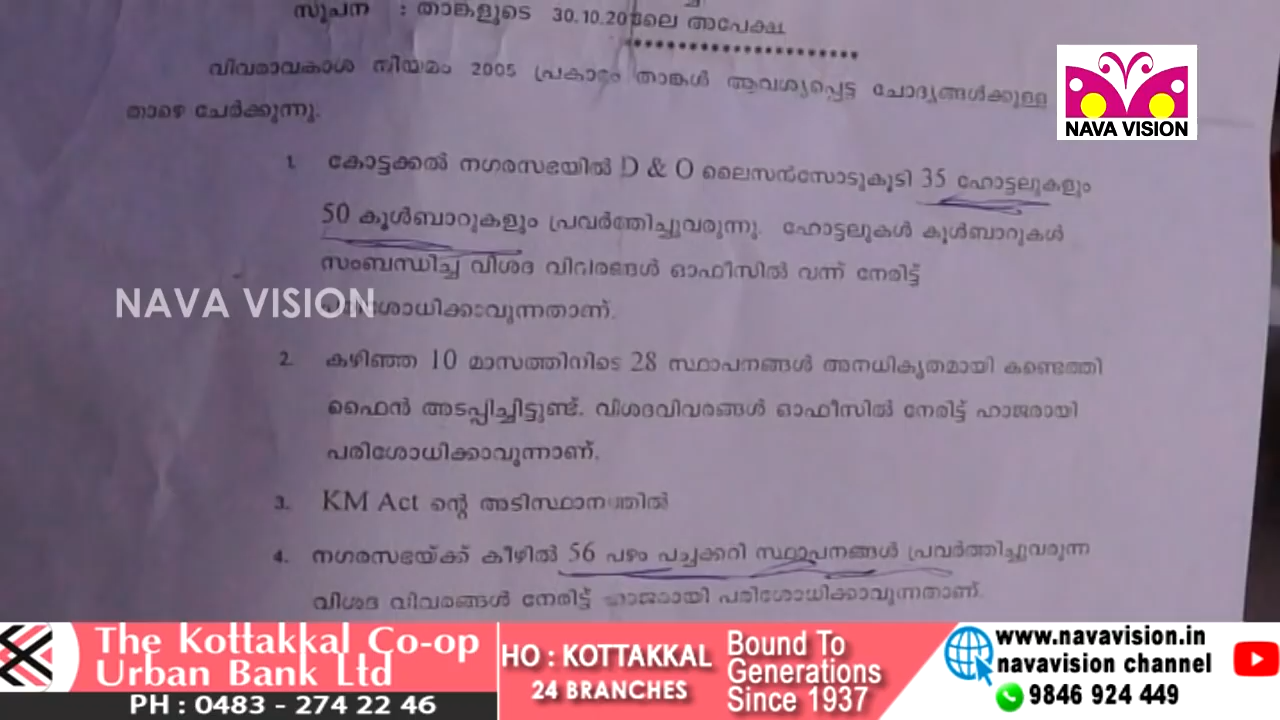 സൂചന : താങ്കളുടെ 30.10.20 ലെ അപേക്ഷ
********************
വിവരാവകാശ നിയമം 2005 പ്രകാരം താങ്കൾ ആവശ്യപ്പെട്ട ചോദ്യങ്ങൾക്കുള്ള
താഴെ ചേർക്കുന്നു.
NAVA VISION
1. കോട്ടക്കൽ നഗരസഭയിൽ D & O ലൈസൻസോടുകൂടി 35 ഹോട്ടലുകളും
50 കൂൾബാറുകളും പ്രവർത്തിച്ചുവരുന്നു. ഹോട്ടലുകൾ കൂൾബാറുകൾ
സംബന്ധിച്ച വിശദ വിവരങ്ങൾ ഓഫിസിൽ വന്ന് നേരിട്ട്
പരിശോധിക്കാവുന്നതാണ്.
NAVA VISION
2. കഴിഞ്ഞ 10 മാസത്തിനിടെ 28 സ്ഥാപനങ്ങൾ അനധികൃതമായി കണ്ടെത്തി
ഫൈൻ അടപ്പിച്ചിട്ടുണ്ട്. വിശദവിവരങ്ങൾ ഓഫീസിൽ നേരിട്ട് ഹാജരായി
പരിശോധിക്കാവുന്നാണ്.
3. KM Act ന്റെ അടിസ്ഥാനത്തിൽ
4. നഗരസഭയ്ക്ക് കീഴിൽ 56 പഴം പച്ചക്കറി സ്ഥാപനങ്ങൾ പ്രവർത്തിച്ചുവരുന്ന
വിശദ വിവരങ്ങൾ നേരിട്ട് ഹാജരായി പരിശോധിക്കാവുന്നതാണ്.
The Kottakkal Co-op
Urban Bank Ltd
PH : 0483 - 274 22 46
HO : KOTTAKKAL
24 BRANCHES
Bound To
Generations
Since 1937
www.navavision.in
navavision channel
9846 924 449